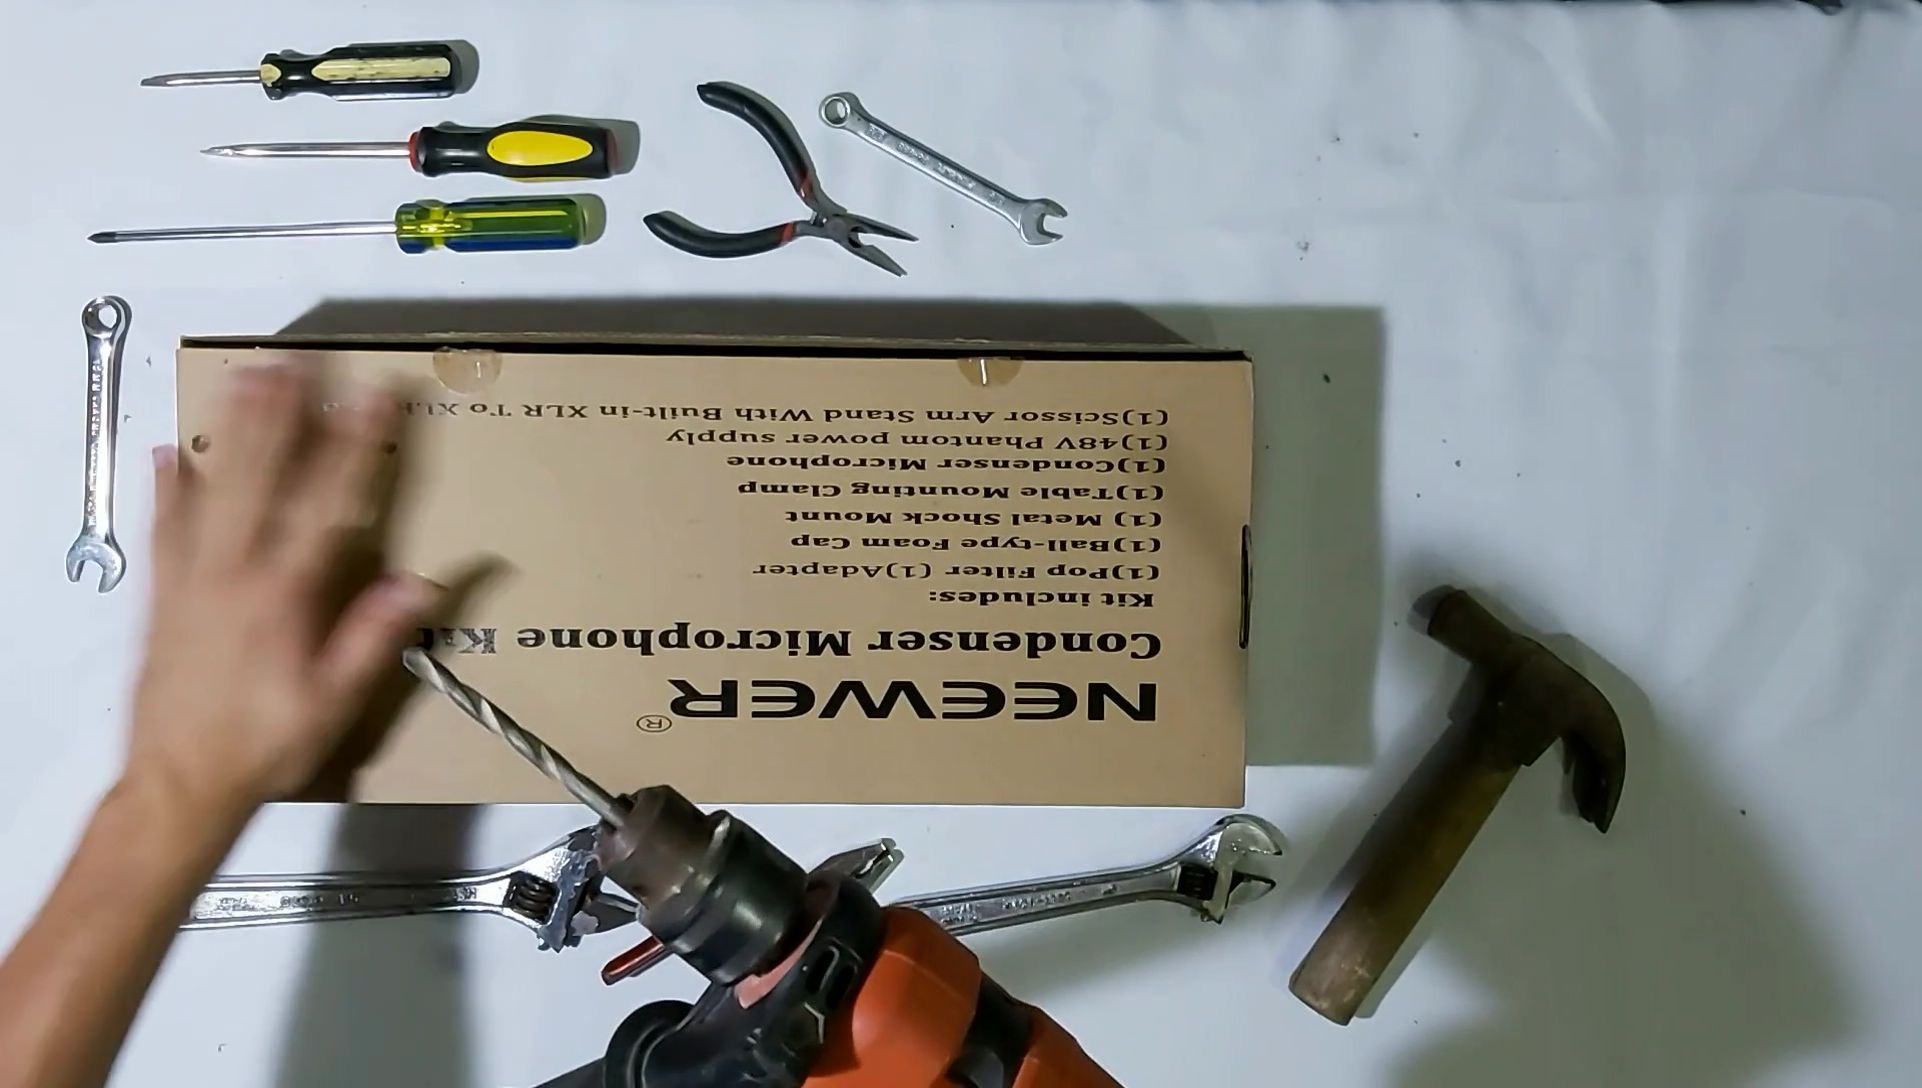 NEEWER®
Condenser Microphone Kit
Kit includes:
(1)Pop Filter (1)Adapter
(1)Ball-type Foam Cap
(1) Metal Shock Mount
(1)Table Mounting Clamp
(1)Condenser Microphone
(1)48V Phantom power supply
(1)Scissor Arm Stand With Built-in XLR To